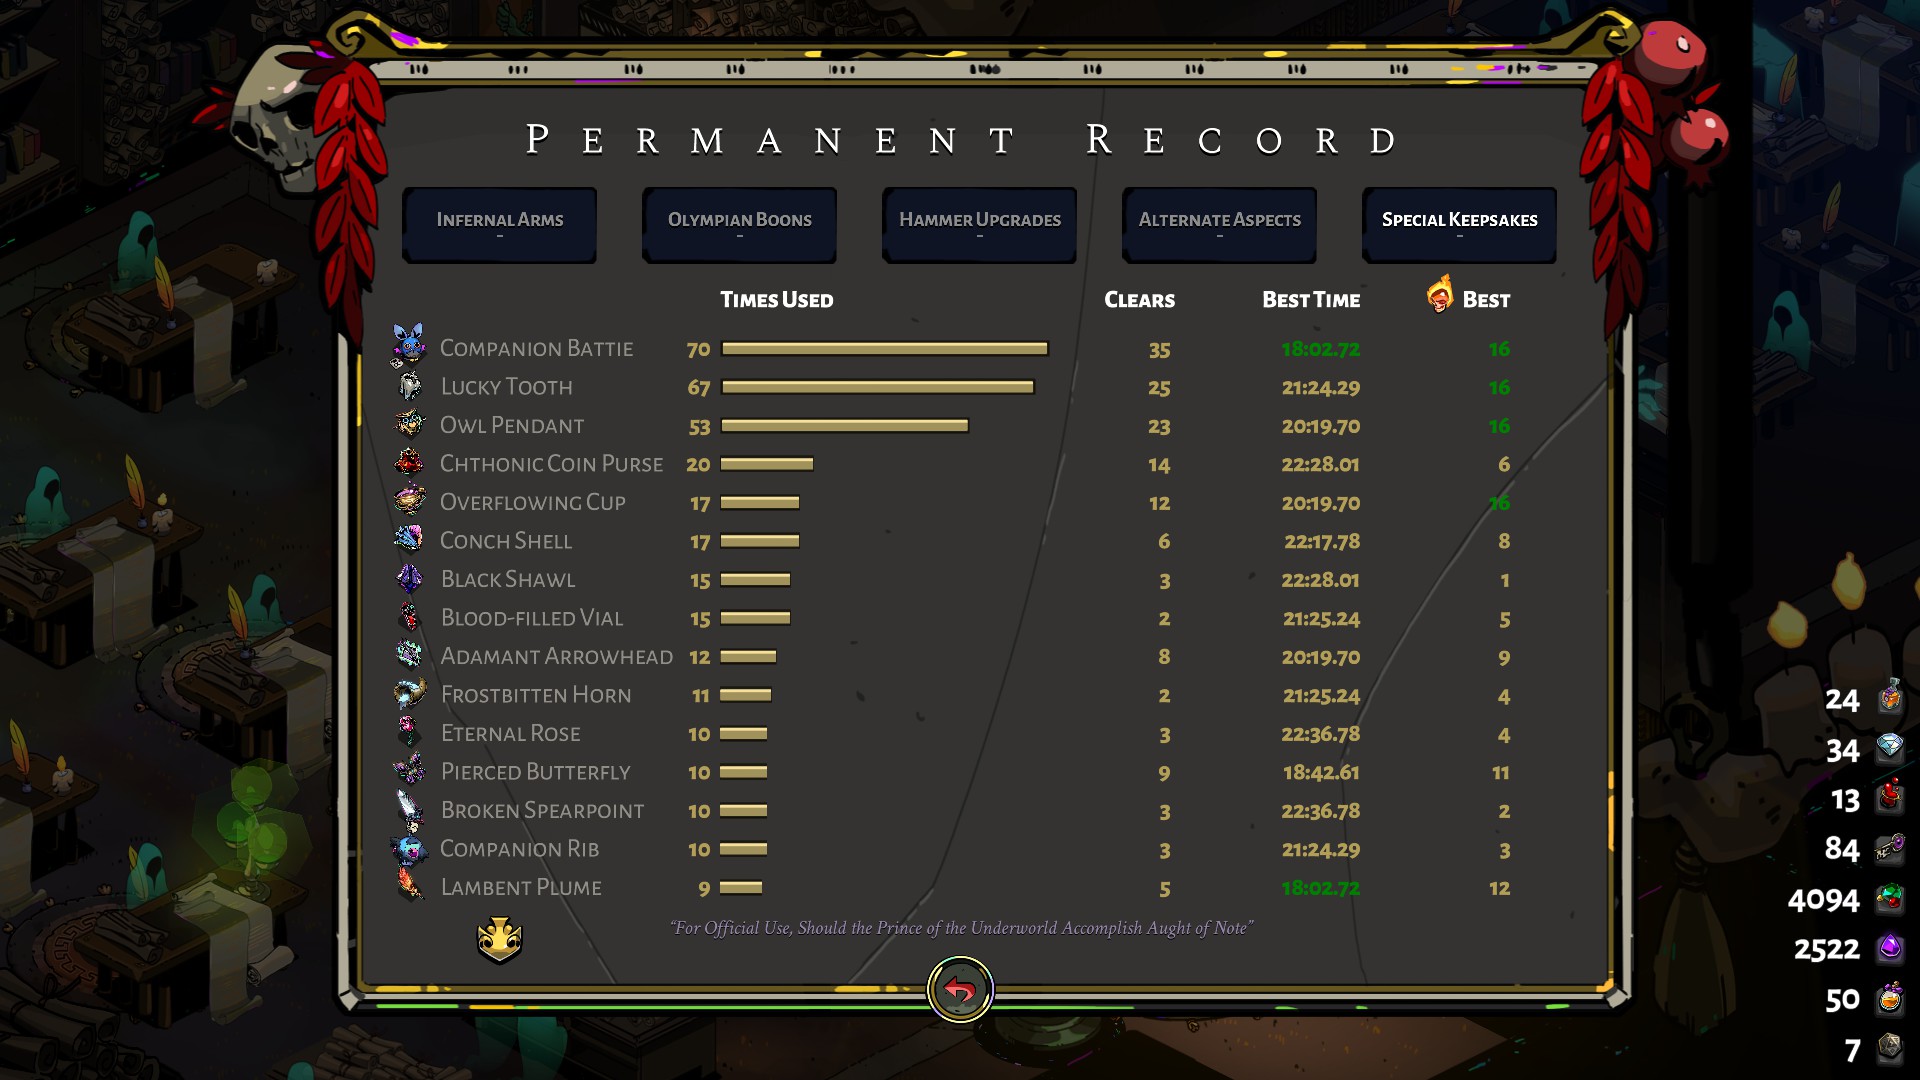 PERMANENT RECORD
INFERNAL ARMS OLYMPIAN BOONS HAMMER UPGRADES ALTERNATE ASPECTS SPECIAL KEEPSAKES
- - - - -
TIMES USED CLEARS BEST TIME BEST
COMPANION BATTIE 70 35 18:02.72 16
LUCKY TOOTH 67 25 21:24.29 16
OWL PENDANT 53 23 20:19.70 16
CHTHONIC COIN PURSE 20 14 22:28.01 6
OVERFLOWING CUP 17 12 20:19.70 16
CONCH SHELL 17 6 22:17.78 8
BLACK SHAWL 15 3 22:28.01 1
BLOOD-FILLED VIAL 15 2 21:25.24 5
ADAMANT ARROWHEAD 12 8 20:19.70 9
FROSTBITTEN HORN 11 2 21:25.24 4
ETERNAL ROSE 10 3 22:36.78 4
PIERCED BUTTERFLY 10 9 18:42.61 11
BROKEN SPEARPOINT 10 3 22:36.78 2
COMPANION RIB 10 3 21:24.29 3
LAMBENT PLUME 9 5 18:02.72 12
“For Official Use, Should the Prince of the Underworld Accomplish Aught of Note”
24
34
13
84
4094
2522
50
7